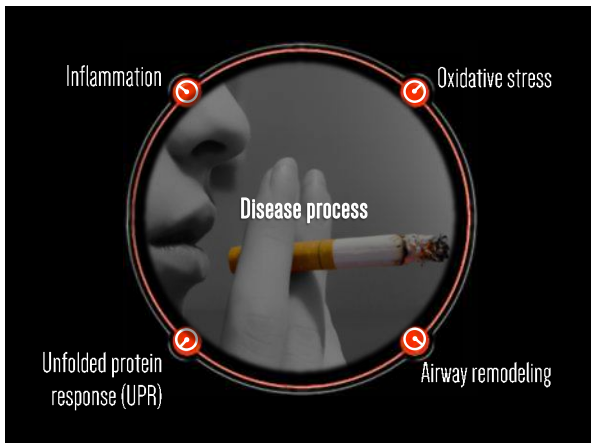 Inflammation
Oxidative stress
Disease process
Unfolded protein
response (UPR)
Airway remodeling